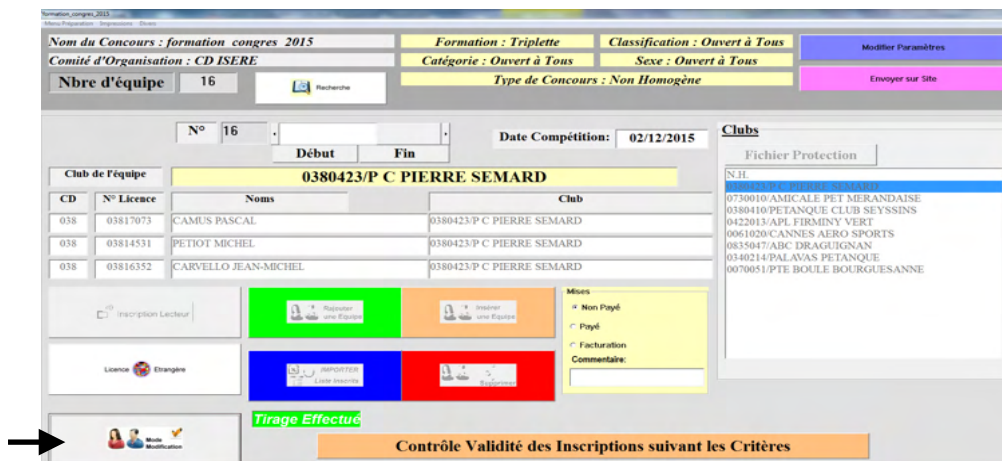 formation_congres_2015
Menu Préparation Impressions Divers
Nom du Concours : formation congres 2015
Formation : Triplette
Classification : Ouvert à Tous
Modifier Paramètres
Comité d'Organisation : CD ISERE
Catégorie : Ouvert à Tous
Sexe : Ouvert à Tous
Nbre d'équipe 16
Recherche
Type de Concours : Non Homogène
Envoyer sur Site
N° 16
Début Fin
Date Compétition: 02/12/2015
Clubs
Fichier Protection
Club de l'équipe
0380423/P C PIERRE SEMARD
CD N° Licence Noms Club
038 03817073 CAMUS PASCAL 0380423/P C PIERRE SEMARD
038 03814531 PETIOT MICHEL 0380423/P C PIERRE SEMARD
038 03816352 CARVELLO JEAN-MICHEL 0380423/P C PIERRE SEMARD
N.H.
0380423/P C PIERRE SEMARD
0730010/AMICALE PET MERANDAISE
0380410/PETANQUE CLUB SEYSSINS
0422013/APL FIRMINY VERT
0061020/CANNES AERO SPORTS
0835047/ABC DRAGUIGNAN
0340214/PALAVAS PETANQUE
0070051/PTE BOULE BOURGUESANNE
Inscription Lecteur
Rajouter
une Equipe
Insérer
une Equipe
Mises
Non Payé
Payé
Facturation
Commentaire:
Licence Etrangère
IMPORTER
Liste Inscrits
Supprimer
Mode
Modification
Tirage Effectué
Contrôle Validité des Inscriptions suivant les Critères